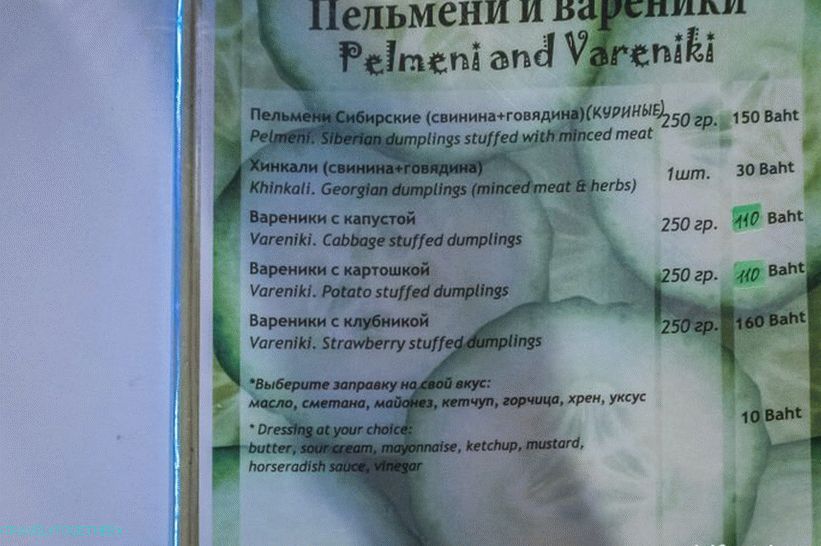 Пельмени и вареники
Pelmeni and Vareniki
Пельмени Сибирские (свинина+говядина)(КУРИНЫЕ) 250 гр. 150 Baht
Pelmeni. Siberian dumplings stuffed with minced meat
Хинкали (свинина+говядина) 1шт. 30 Baht
Khinkali. Georgian dumplings (minced meat & herbs)
Вареники с капустой 250 гр. 110 Baht
Vareniki. Cabbage stuffed dumplings
Вареники с картошкой 250 гр. 110 Baht
Vareniki. Potato stuffed dumplings
Вареники с клубникой 250 гр. 160 Baht
Vareniki. Strawberry stuffed dumplings
*Выберите заправку на свой вкус:
масло, сметана, майонез, кетчуп, горчица, хрен, уксус
10 Baht
* Dressing at your choice:
butter, sour cream, mayonnaise, ketchup, mustard,
horseradish sauce, vinegar